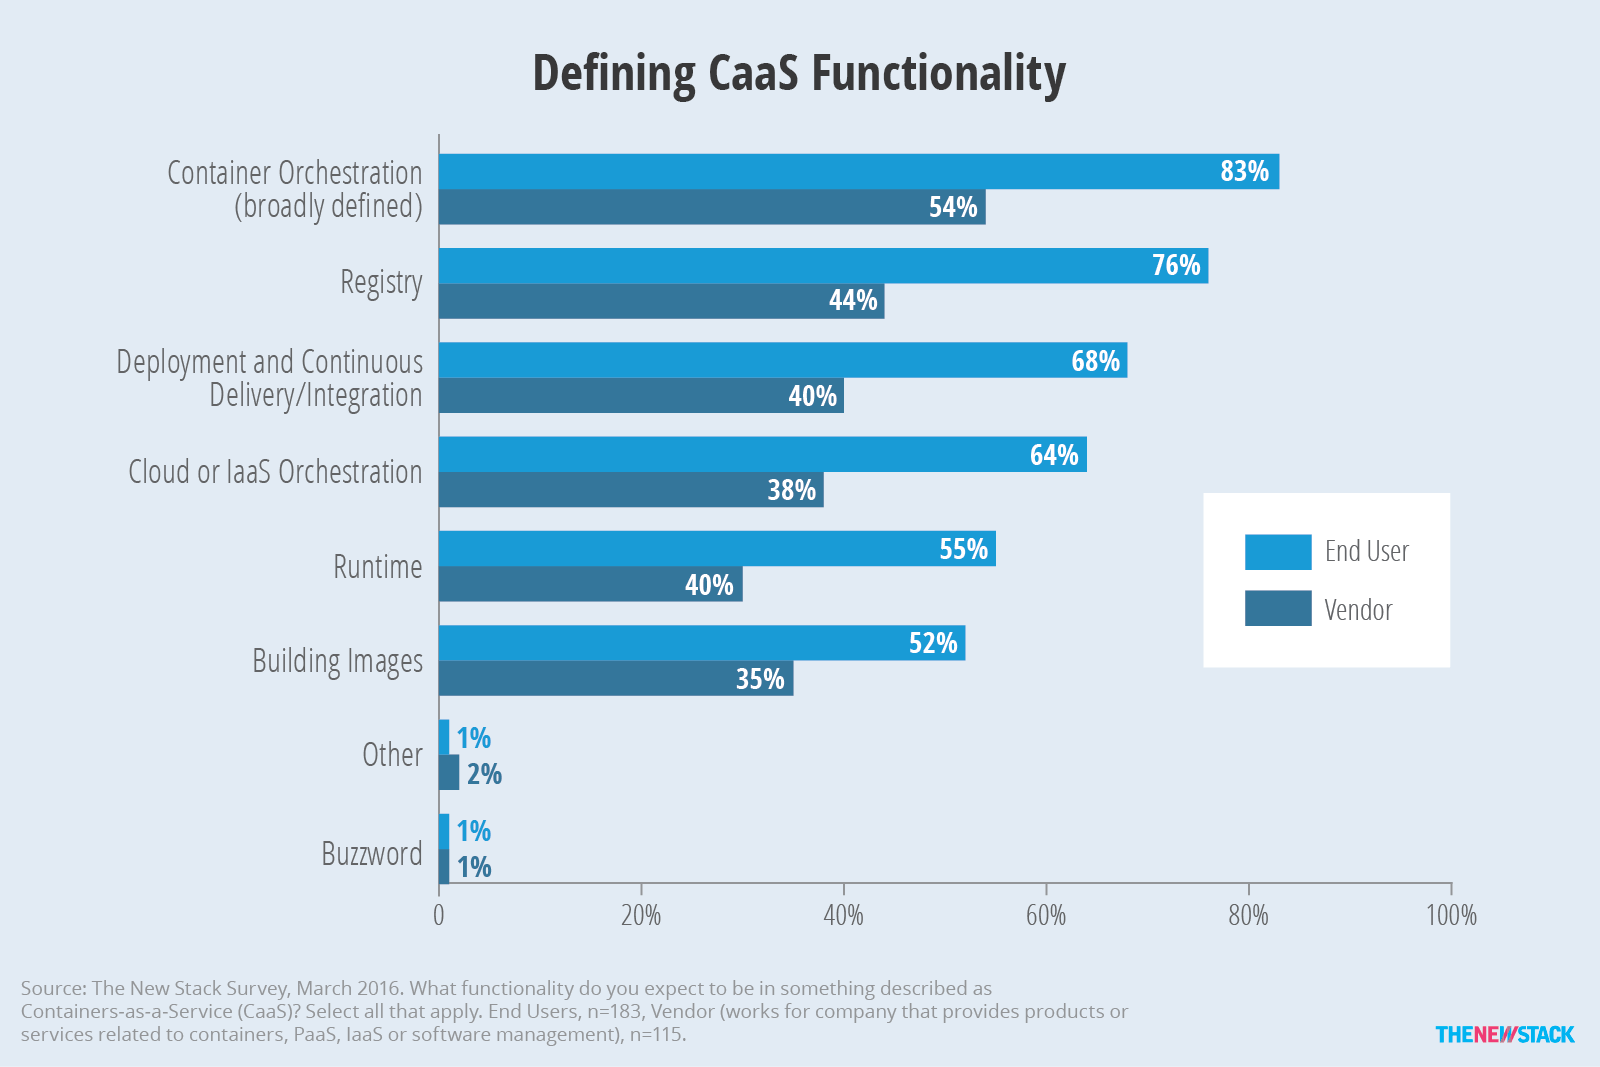 Defining CaaS Functionality
Container Orchestration
(broadly defined)
83%
54%
Registry
76%
44%
Deployment and Continuous
Delivery/Integration
68%
40%
Cloud or IaaS Orchestration
64%
38%
Runtime
55%
40%
Building Images
52%
35%
Other
1%
2%
Buzzword
1%
1%
End User
Vendor
0 20% 40% 60% 80% 100%
Source: The New Stack Survey, March 2016. What functionality do you expect to be in something described as
Containers-as-a-Service (CaaS)? Select all that apply. End Users, n=183, Vendor (works for company that provides products or
services related to containers, PaaS, IaaS or software management), n=115.
THENEWSTACK